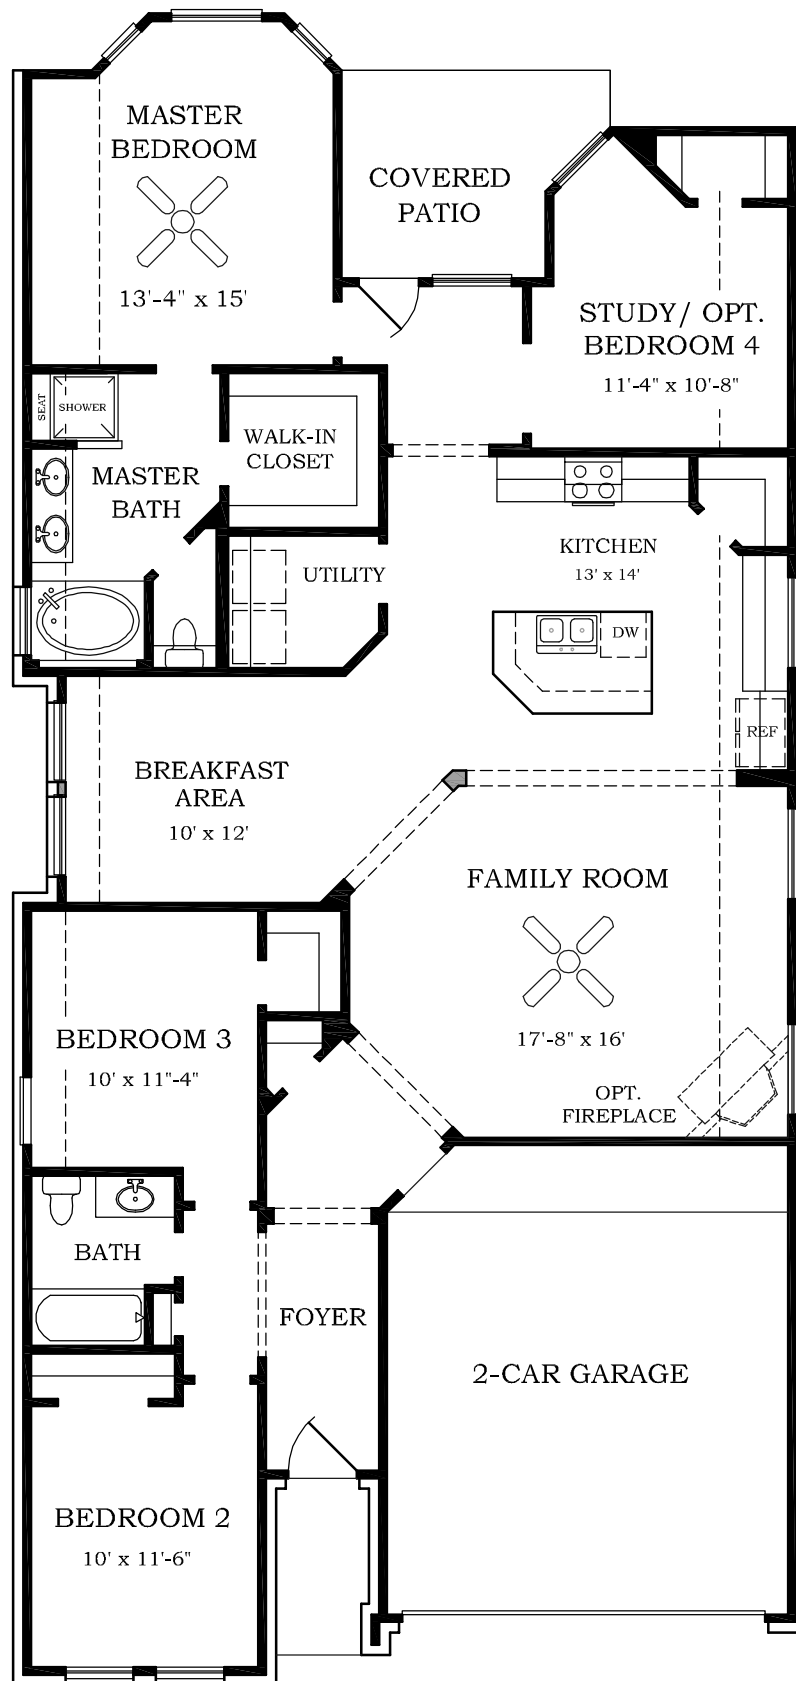 MASTER
BEDROOM
13'-4" x 15'
COVERED
PATIO
STUDY/ OPT.
BEDROOM 4
11'-4" x 10'-8"
SEAT
SHOWER
WALK-IN
CLOSET
MASTER
BATH
UTILITY
KITCHEN
13' x 14'
DW
REF
BREAKFAST
AREA
10' x 12'
FAMILY ROOM
17'-8" x 16'
OPT.
FIREPLACE
BEDROOM 3
10' x 11"-4"
BATH
FOYER
2-CAR GARAGE
BEDROOM 2
10' x 11'-6"